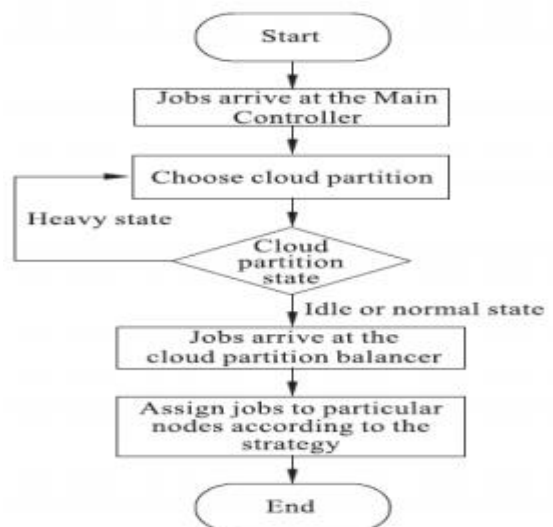 Start
Jobs arrive at the Main
Controller
Choose cloud partition
Heavy state
Cloud
partition
state
Idle or normal state
Jobs arrive at the
cloud partition balancer
Assign jobs to particular
nodes according to the
strategy
End